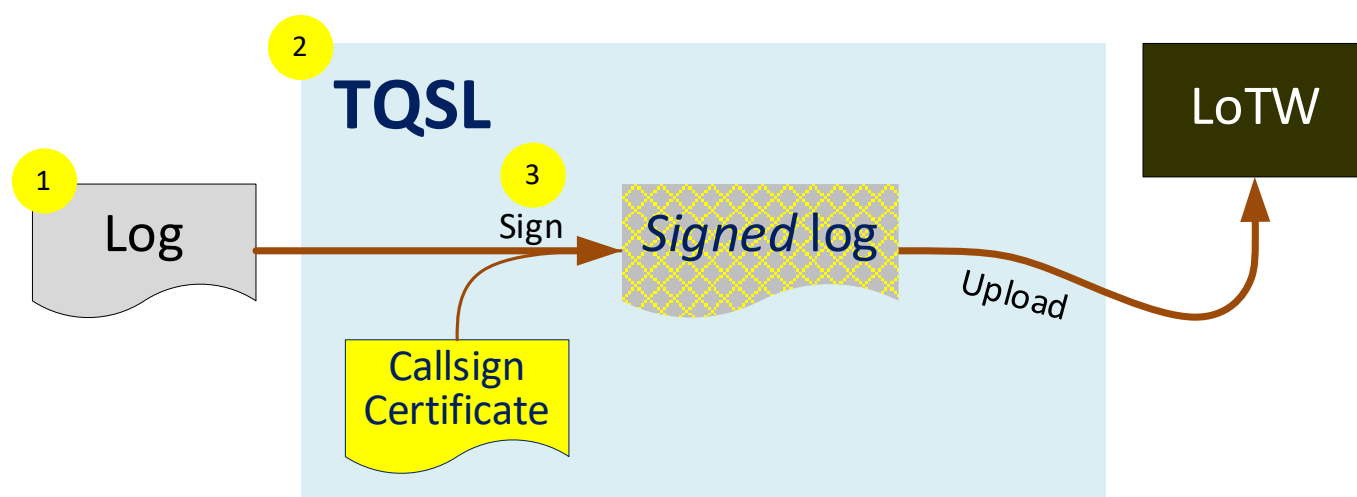 2
TQSL
LoTW
1
3
Log
Sign
Signed log
Upload
Callsign
Certificate